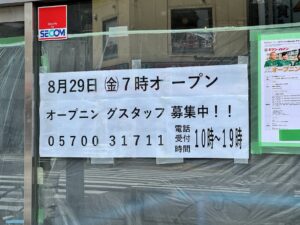 SECOM
8月29日 ㈮7時オープン
オープニングスタッフ 募集中!!
05700 31711 電話受付時間 10時~19時